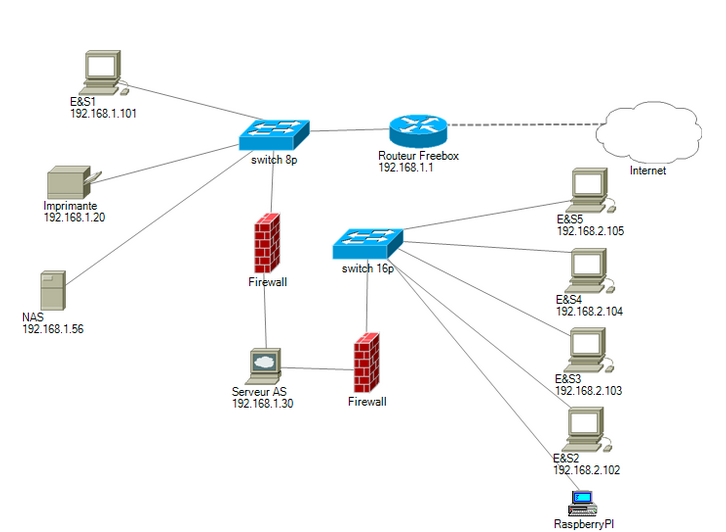 E&S1
192.168.1.101
switch 8p
Routeur Freebox
192.168.1.1
Internet
Imprimante
192.168.1.20
E&S5
192.168.2.105
Firewall
switch 16p
E&S4
192.168.2.104
NAS
192.168.1.56
Serveur AS
192.168.1.30
Firewall
E&S3
192.168.2.103
E&S2
192.168.2.102
RaspberryPI